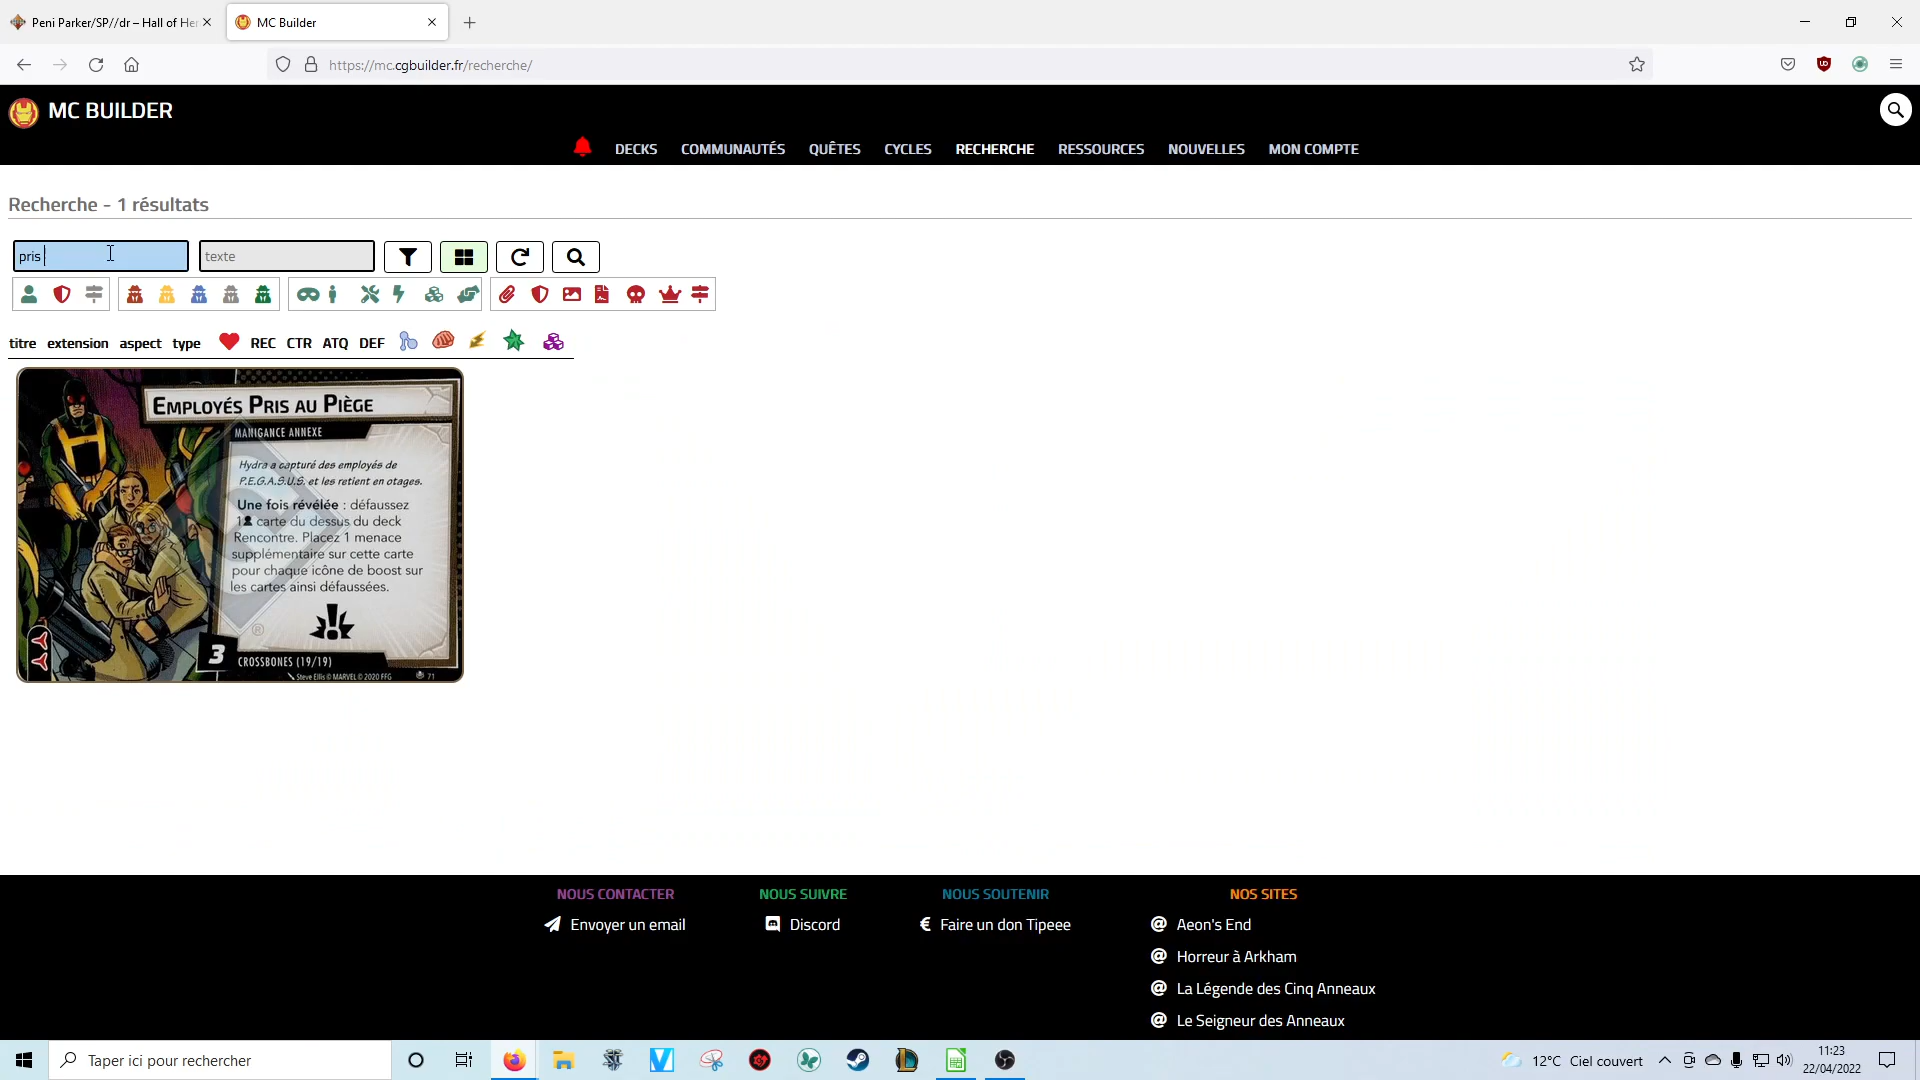 Peni Parker/SP//dr – Hall of He
MC Builder
https://mc.cgbuilder.fr/recherche/
MC BUILDER
DECKS COMMUNAUTÉS QUÊTES CYCLES RECHERCHE RESSOURCES NOUVELLES MON COMPTE
Recherche - 1 résultats
pris
texte
titre extension aspect type REC CTR ATQ DEF
EMPLOYÉS PRIS AU PIÈGE
MANIGANCE ANNEXE
Hydra a capturé des employés de
P.E.G.A.S.U.S. et les retient en otages.
Une fois révélée : défaussez
1 carte du dessus du deck
Rencontre. Placez 1 menace
supplémentaire sur cette carte
pour chaque icône de boost sur
les cartes ainsi défaussées.
3
CROSSBONES (19/19)
Steve Ellis © MARVEL © 2020 FFG 71
NOUS CONTACTER NOUS SUIVRE NOUS SOUTENIR NOS SITES
Envoyer un email Discord € Faire un don Tipeee @ Aeon's End
@ Horreur à Arkham
@ La Légende des Cinq Anneaux
@ Le Seigneur des Anneaux
Taper ici pour rechercher
12°C Ciel couvert
11:23
22/04/2022